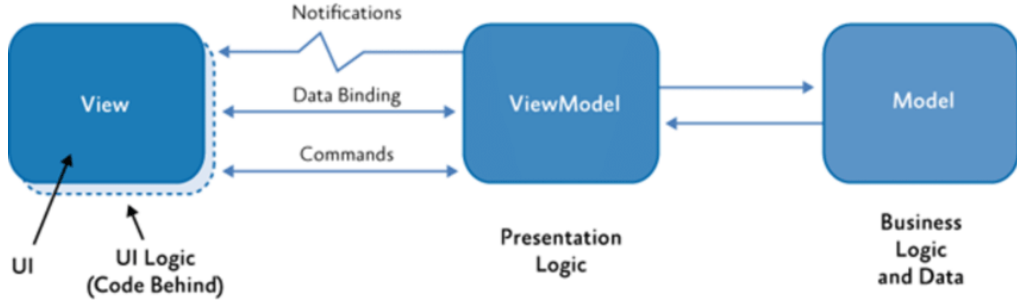 Notifications
View
Data Binding
ViewModel
Model
Commands
UI
UI Logic
(Code Behind)
Presentation
Logic
Business
Logic
and Data